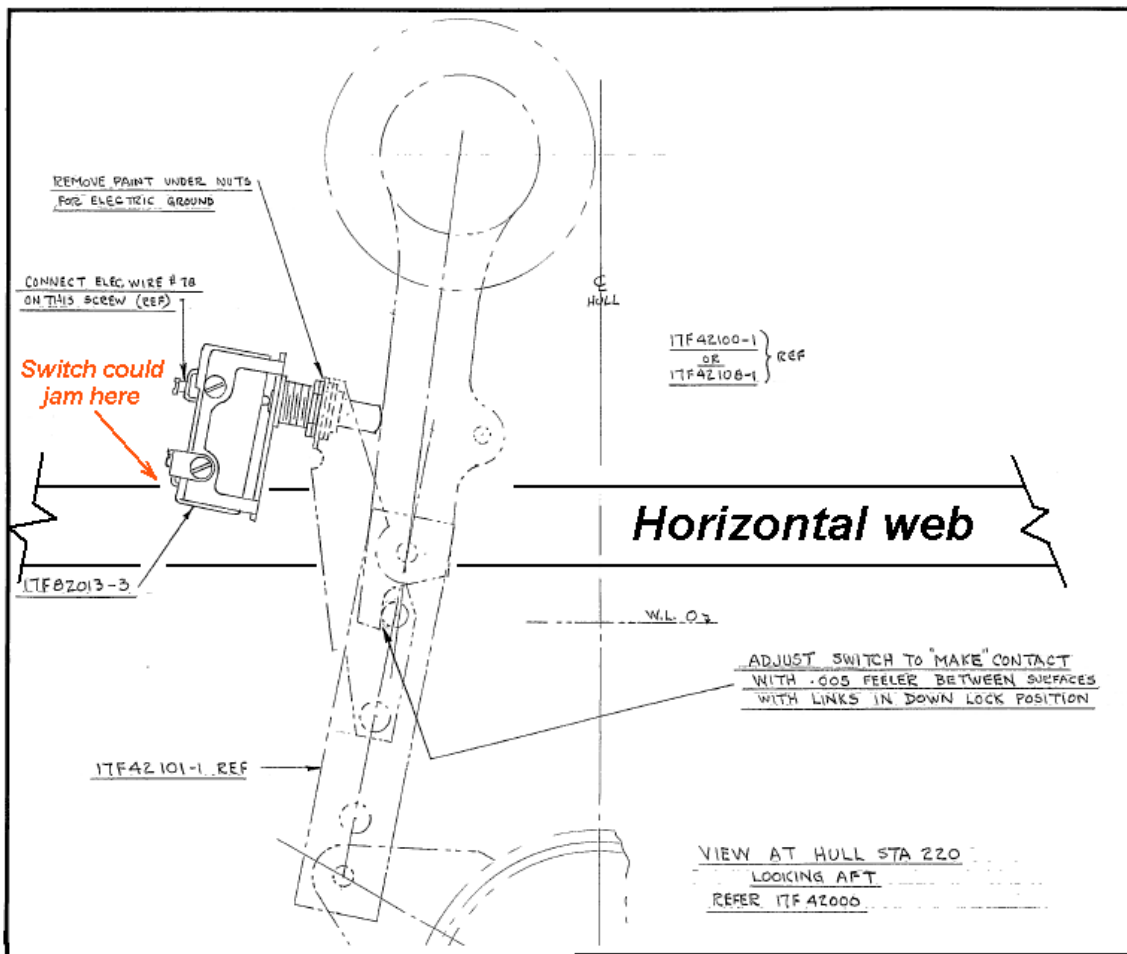 REMOVE PAINT UNDER NUTS
FOR ELECTRIC GROUND
CONNECT ELEC. WIRE # 78
ON THIS SCREW (REF)
Switch could
jam here
℄
HULL
17F42100-1
OR
17F42108-1
REF
Horizontal web
17F82013-3
W.L. 07
ADJUST SWITCH TO "MAKE" CONTACT
WITH .005 FEELER BETWEEN SURFACES
WITH LINKS IN DOWN LOCK POSITION
17F42101-1 REF
VIEW AT HULL STA 220
LOOKING AFT
REFER 17F 42000